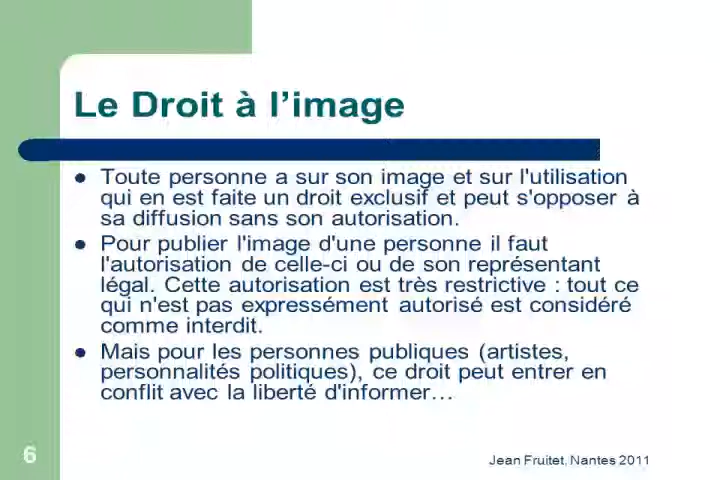 Le Droit à l’image
Toute personne a sur son image et sur l'utilisation
qui en est faite un droit exclusif et peut s'opposer à
sa diffusion sans son autorisation.
Pour publier l'image d'une personne il faut
l'autorisation de celle-ci ou de son représentant
légal. Cette autorisation est très restrictive : tout ce
qui n'est pas expressément autorisé est considéré
comme interdit.
Mais pour les personnes publiques (artistes,
personnalités politiques), ce droit peut entrer en
conflit avec la liberté d'informer…
6
Jean Fruitet, Nantes 2011